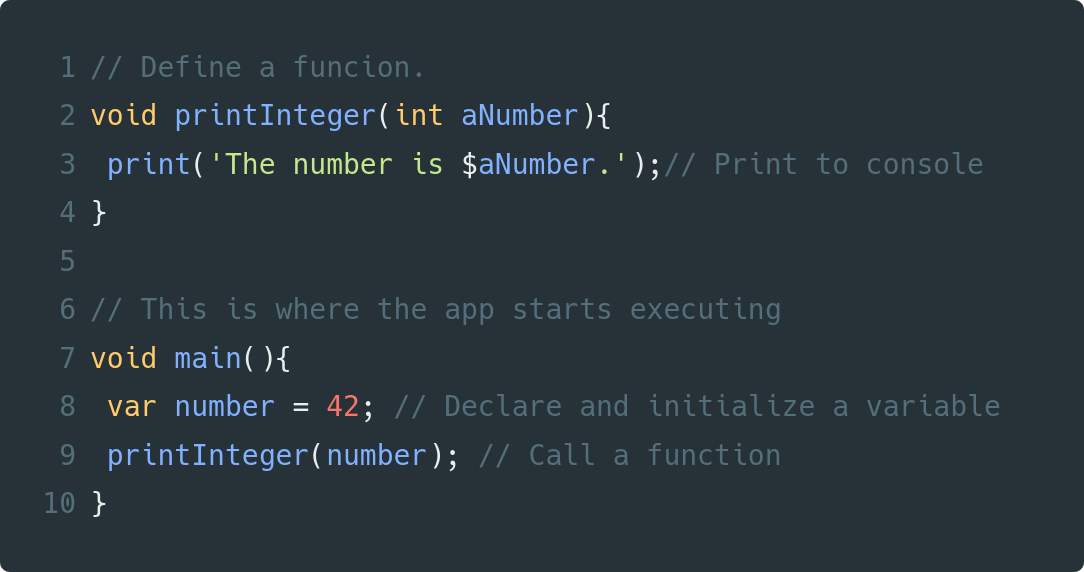 1 // Define a funcion.
2 void printInteger(int aNumber){
3  print('The number is $aNumber.');// Print to console
4 }
5
6 // This is where the app starts executing
7 void main(){
8  var number = 42; // Declare and initialize a variable
9  printInteger(number); // Call a function
10 }